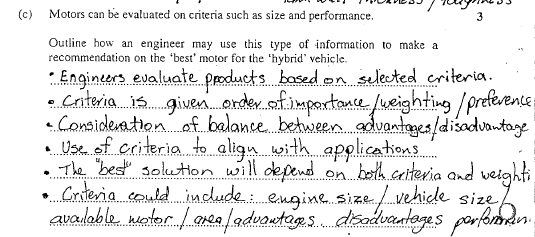 (c) Motors can be evaluated on criteria such as size and performance. 3
Outline how an engineer may use this type of information to make a
recommendation on the 'best' motor for the 'hybrid' vehicle.
• Engineers evaluate products based on selected criteria.
• Criteria is given order of importance/weighting/preference
• Consideration of balance between advantages/disadvantage
• Use of criteria to align with applications
• The "best" solution will depend on both criteria and weighti
• Criteria could include: engine size/ vehicle size/
available motor / area/advantages disadvantages performan.